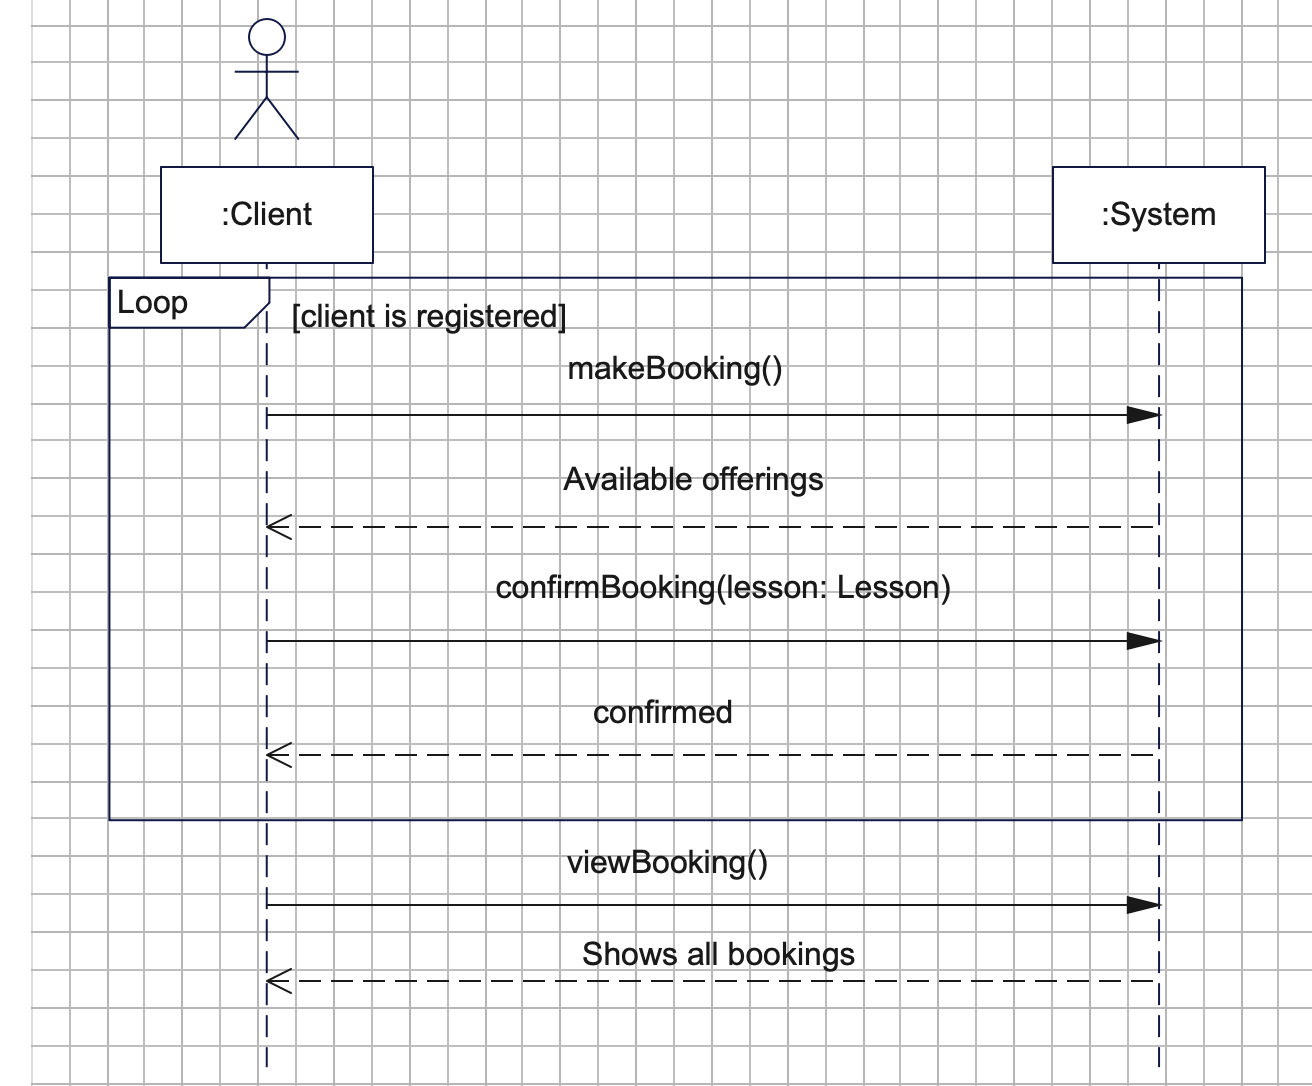 :Client
:System
Loop
[client is registered]
makeBooking()
Available offerings
confirmBooking(lesson: Lesson)
confirmed
viewBooking()
Shows all bookings